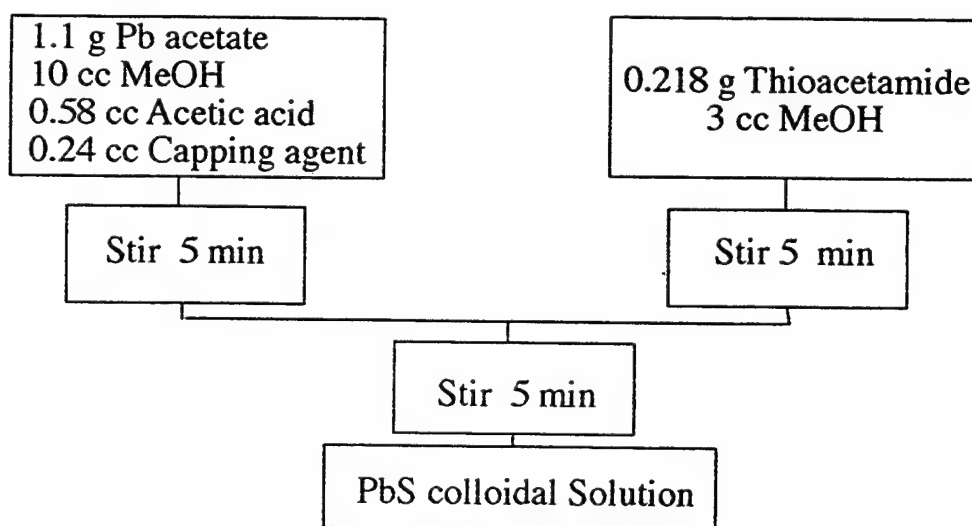 1.1 g Pb acetate
10 cc MeOH
0.58 cc Acetic acid
0.24 cc Capping agent
0.218 g Thioacetamide
3 cc MeOH
Stir 5 min
Stir 5 min
Stir 5 min
PbS colloidal Solution